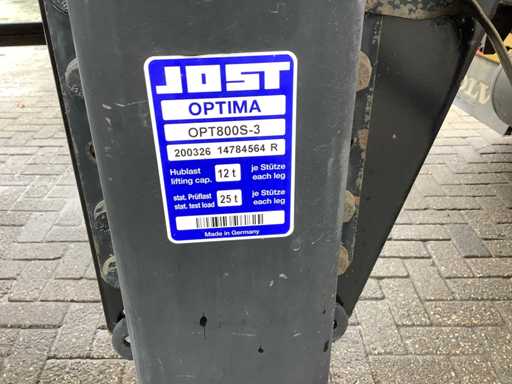 JOST
OPTIMA
OPT800S-3
200326 14784564 R
Hublast 12 t je Stütze
lifting cap. each leg
stat. Prüflast 25 t je Stütze
stat. test load each leg
Made in Germany